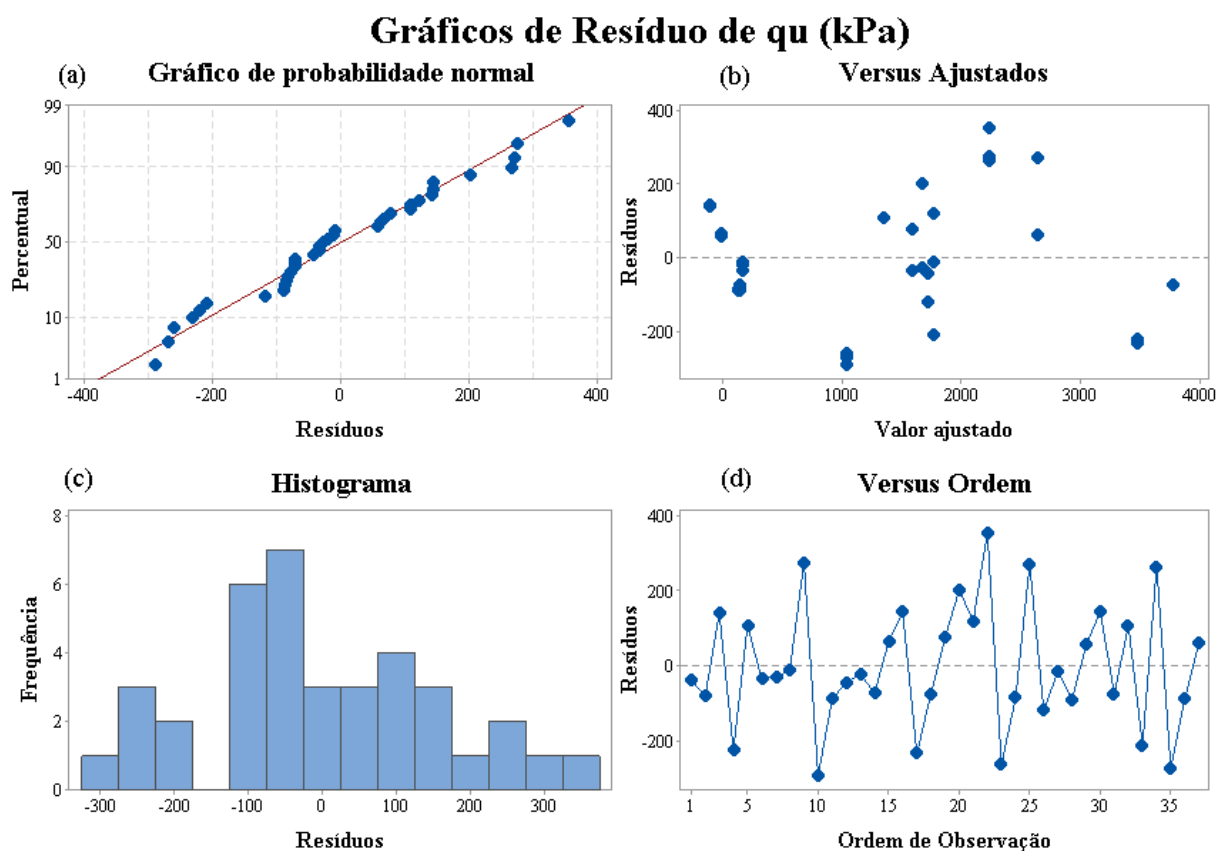 Gráficos de Resíduo de qu (kPa)
(a) Gráfico de probabilidade normal
99
90
50
10
1
Percentual
-400 -200 0 200 400
Resíduos
(b) Versus Ajustados
400
200
0
-200
Resíduos
0 1000 2000 3000 4000
Valor ajustado
(c) Histograma
8
6
4
2
0
Frequência
-300 -200 -100 0 100 200 300
Resíduos
(d) Versus Ordem
400
200
0
-200
Resíduos
1 5 10 15 20 25 30 35
Ordem de Observação